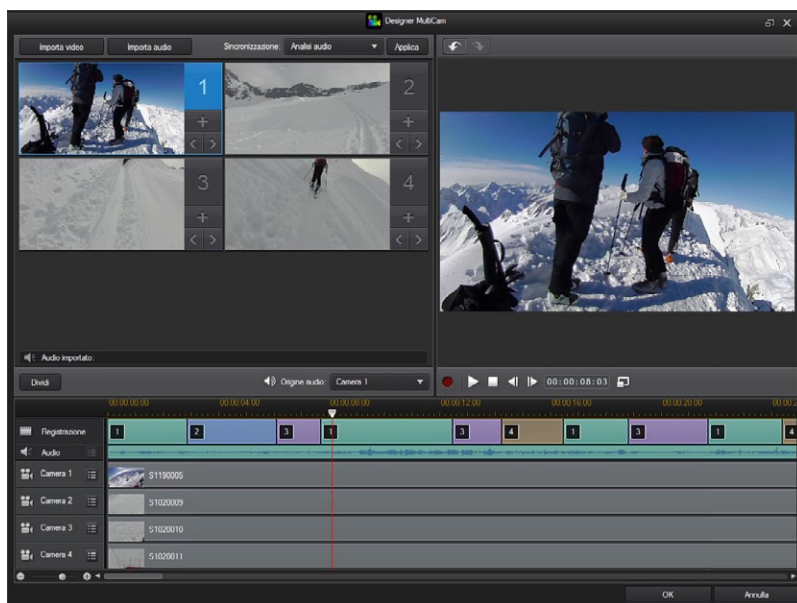 Designer MultiCam
Importa video Importa audio Sincronizzazione: Analisi audio Applica
1 2
3 4
Audio importato:
Dividi Origine audio: Camera 1 00:00:08:03
00:00:00:00 00:00:04:00 00:00:08:00 00:00:12:00 00:00:16:00 00:00:20:00
Registrazione 1 2 3 1 3 4 1 3 1 4
Audio
Camera 1 S1190005
Camera 2 S1020009
Camera 3 S1020010
Camera 4 S1020011
OK Annulla